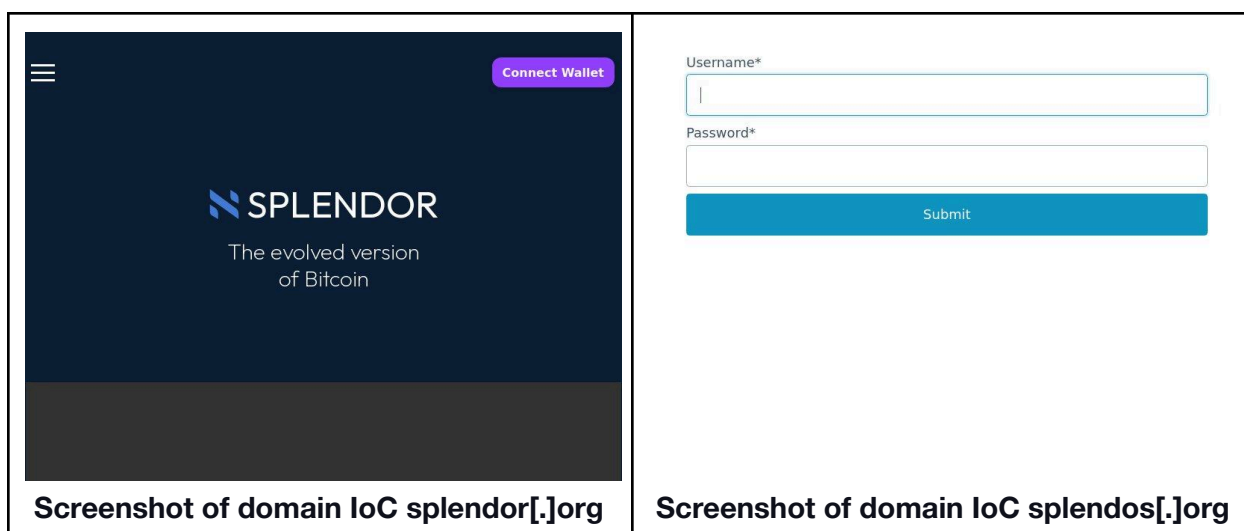 Connect Wallet
SPLENDOR
The evolved version
of Bitcoin
Screenshot of domain IoC splendor[.]org
Username*
Password*
Submit
Screenshot of domain IoC splendos[.]org